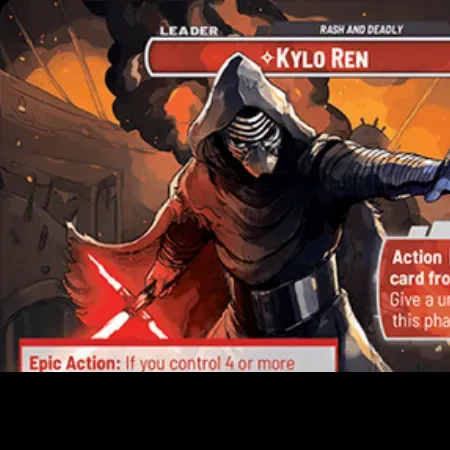 LEADER
RASH AND DEADLY
KYLO REN
Action
card fro
Give a u
this pha
Epic Action: If you control 4 or more